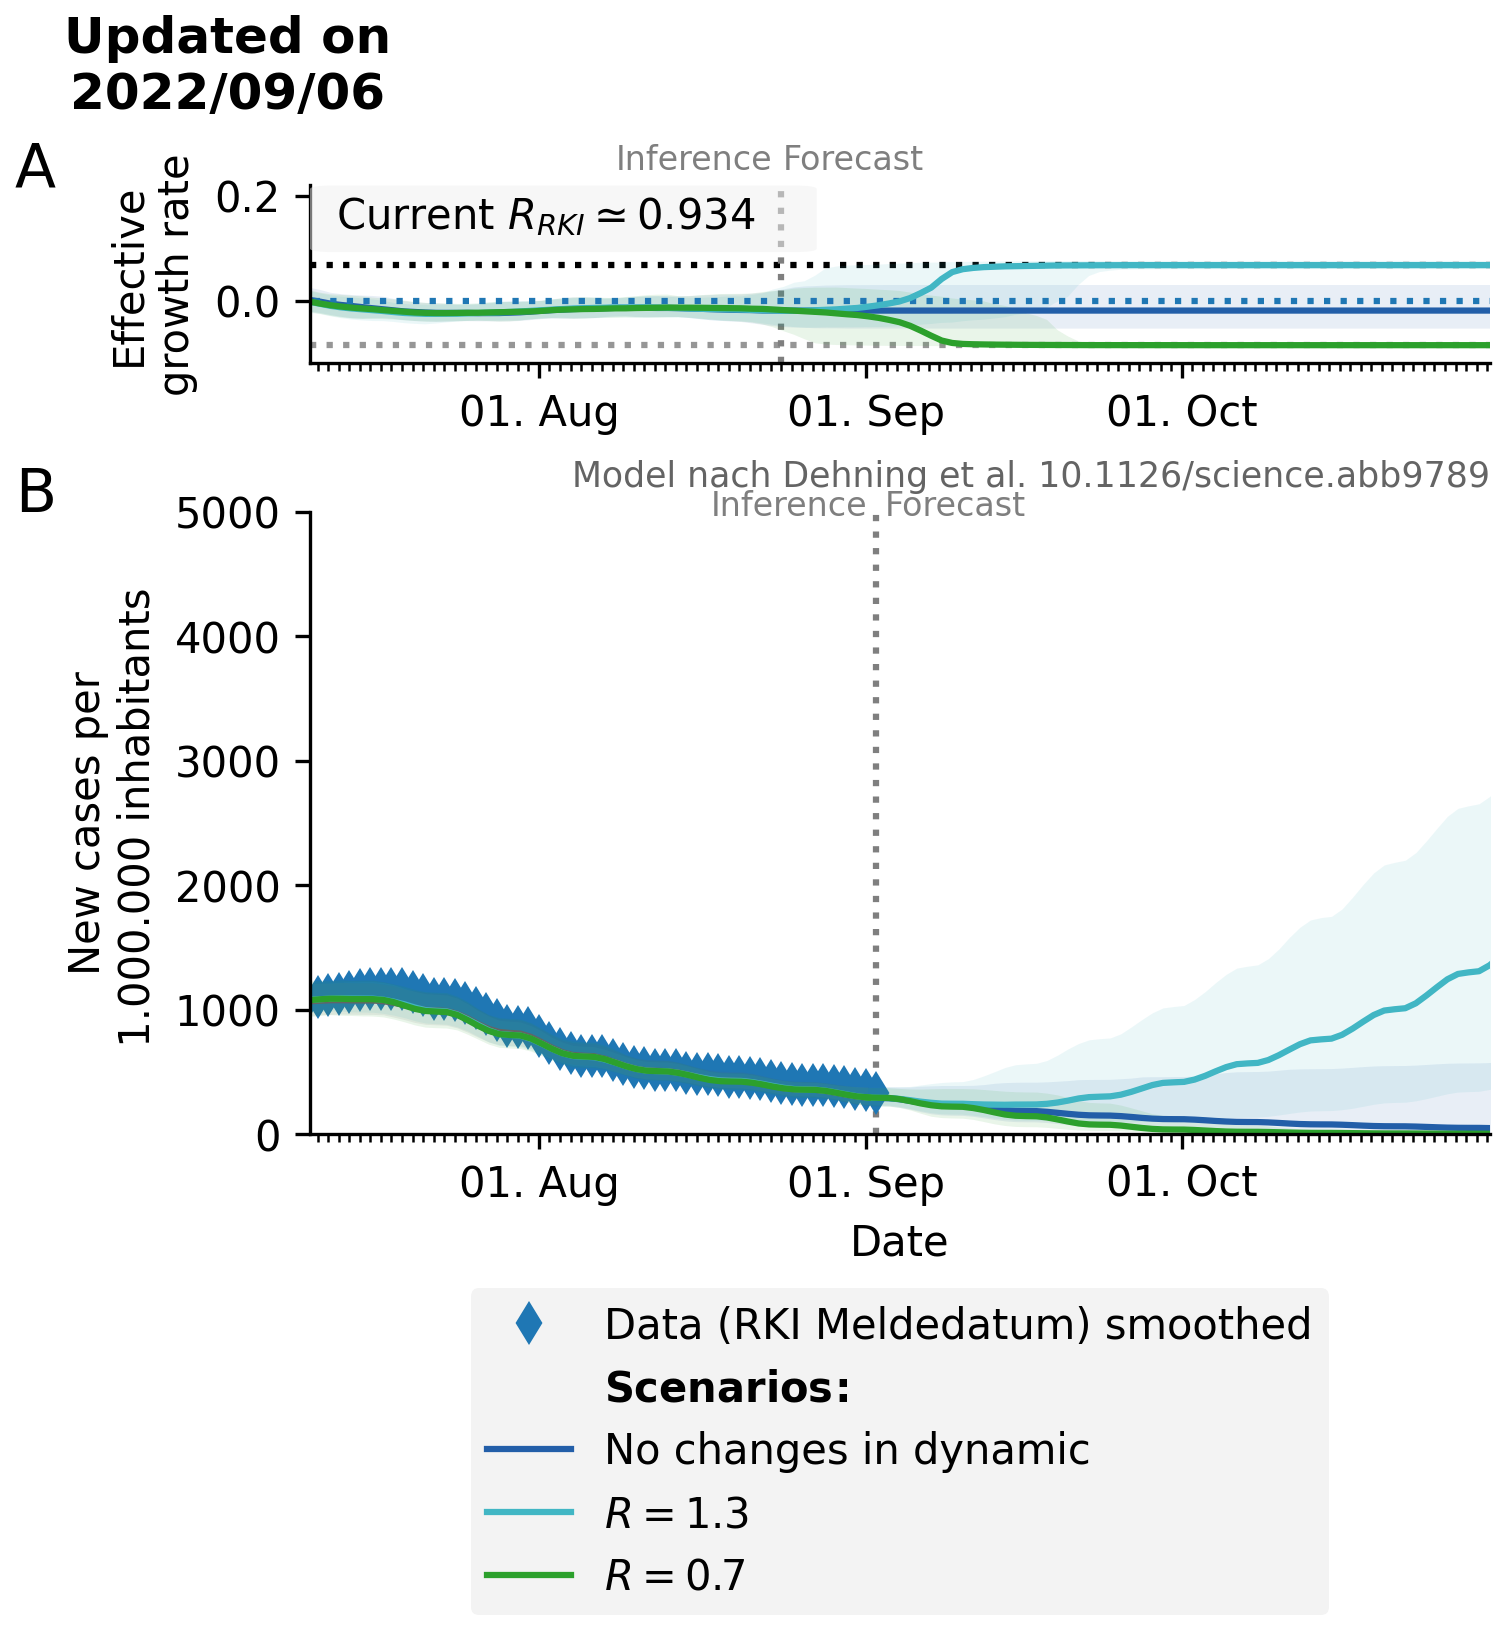 Updated on
2022/09/06
A
Inference Forecast
Effective
growth rate
0.2
0.0
Current R_RKI ≃ 0.934
01. Aug 01. Sep 01. Oct
B
Model nach Dehning et al. 10.1126/science.abb9789
Inference Forecast
New cases per
1.000.000 inhabitants
5000
4000
3000
2000
1000
0
01. Aug 01. Sep 01. Oct
Date
Data (RKI Meldedatum) smoothed
Scenarios:
No changes in dynamic
R = 1.3
R = 0.7